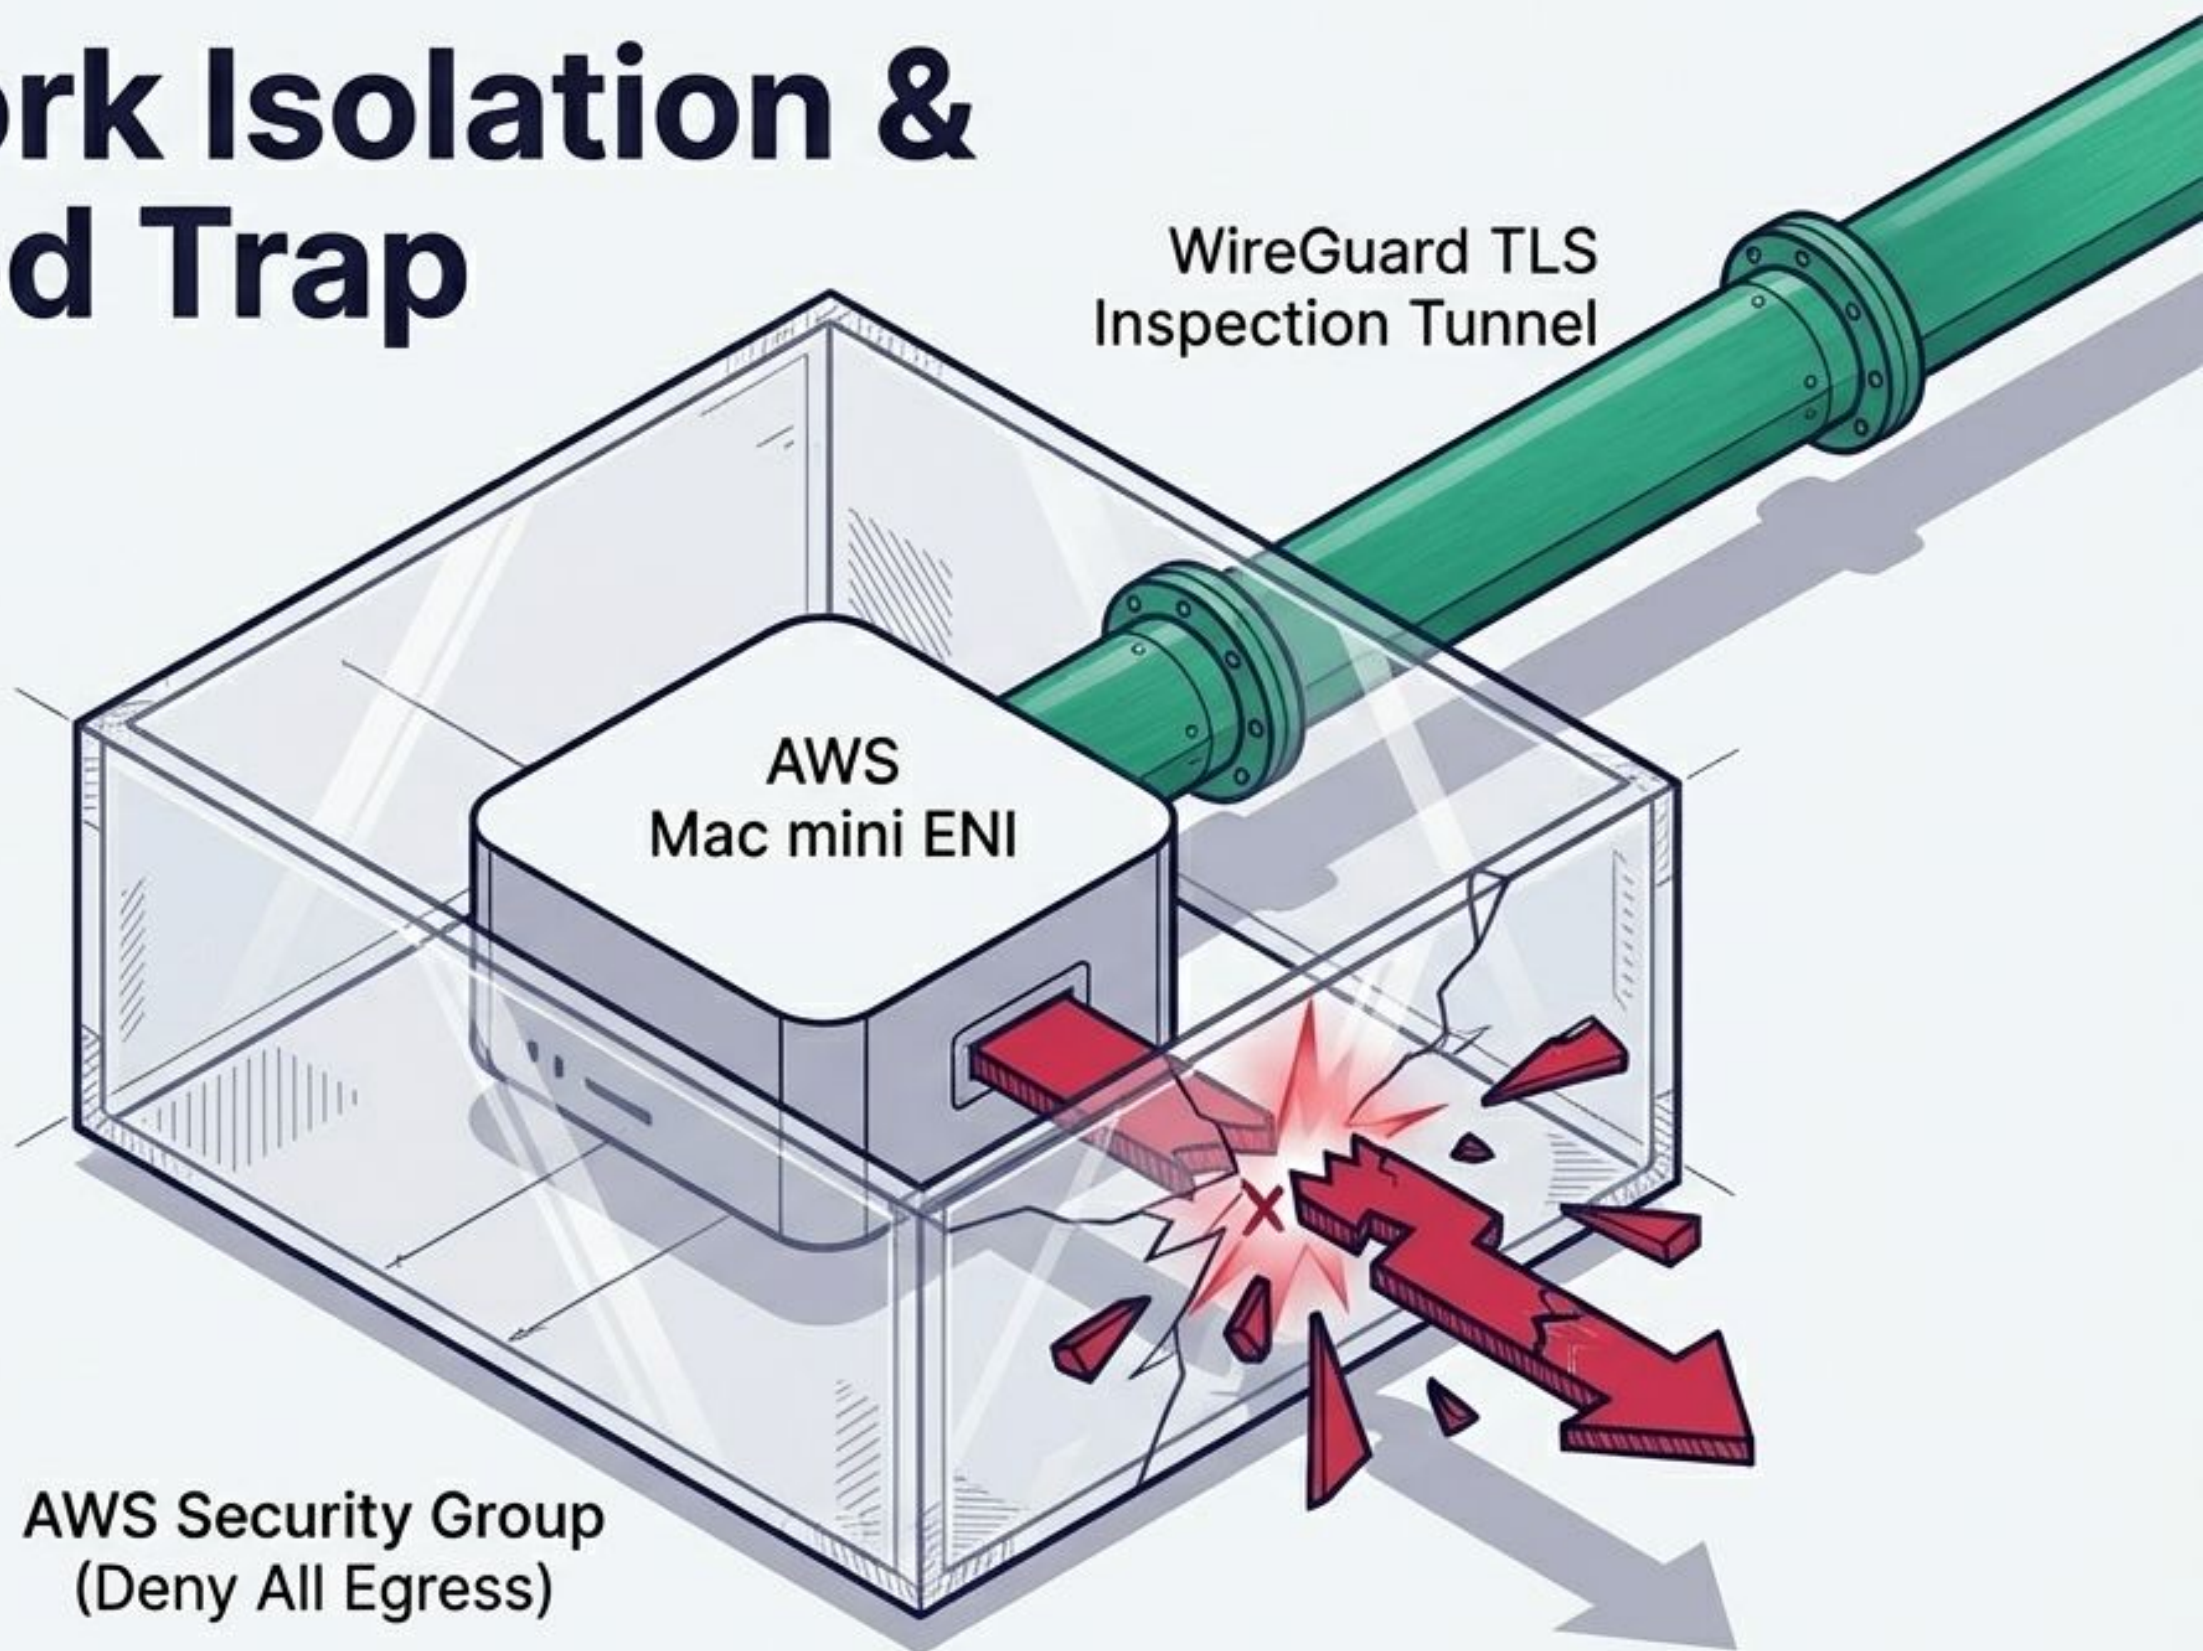 rk Isolation &
d Trap
WireGuard TLS
Inspection Tunnel
AWS
Mac mini ENI
AWS Security Group
(Deny All Egress)